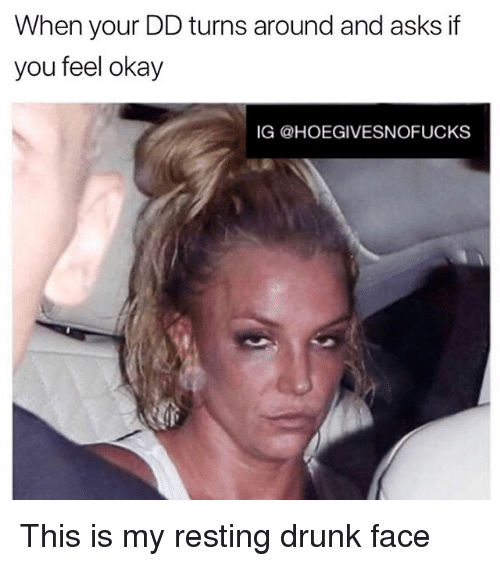 When your DD turns around and asks if
you feel okay
IG @HOEGIVESNOFUCKS
This is my resting drunk face